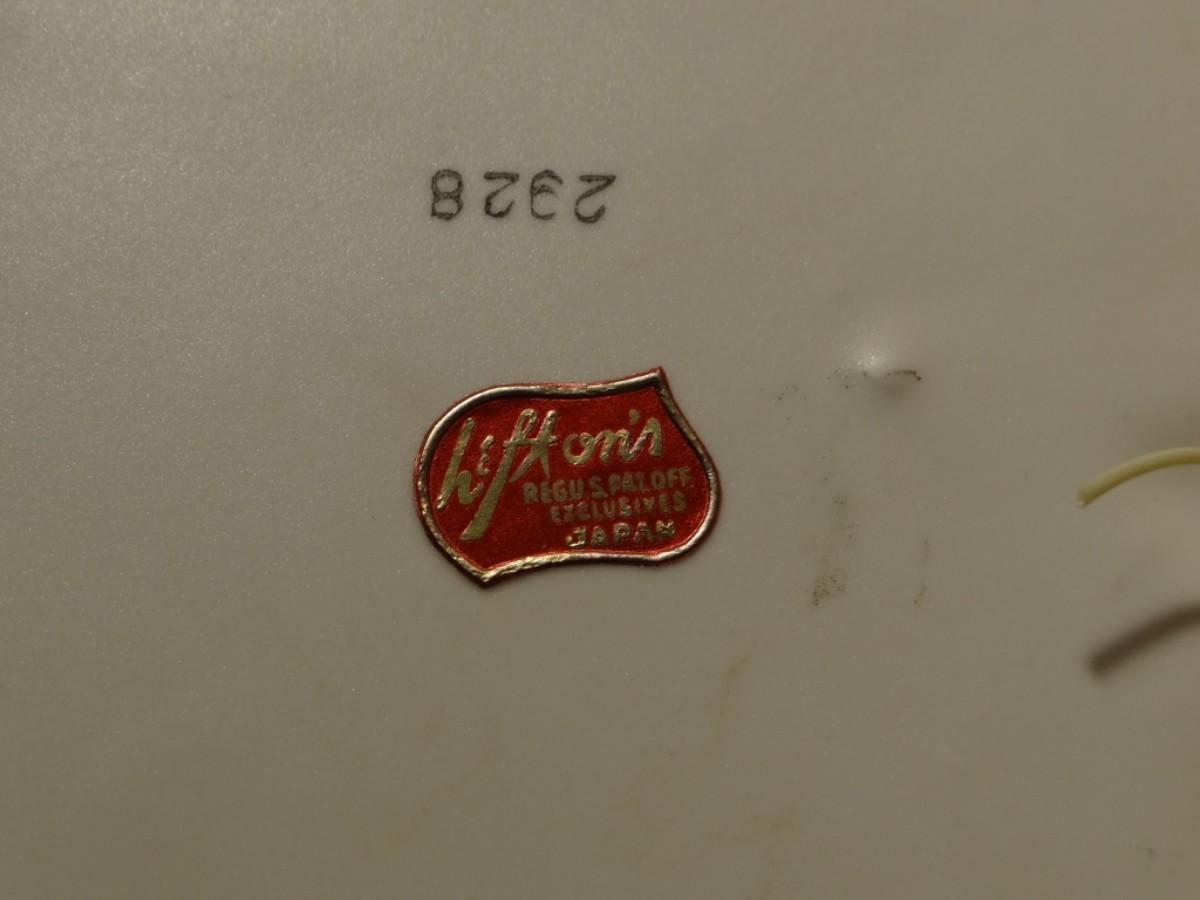 2328
Lefton's
REG U.S. PAT. OFF.
EXCLUSIVES
JAPAN